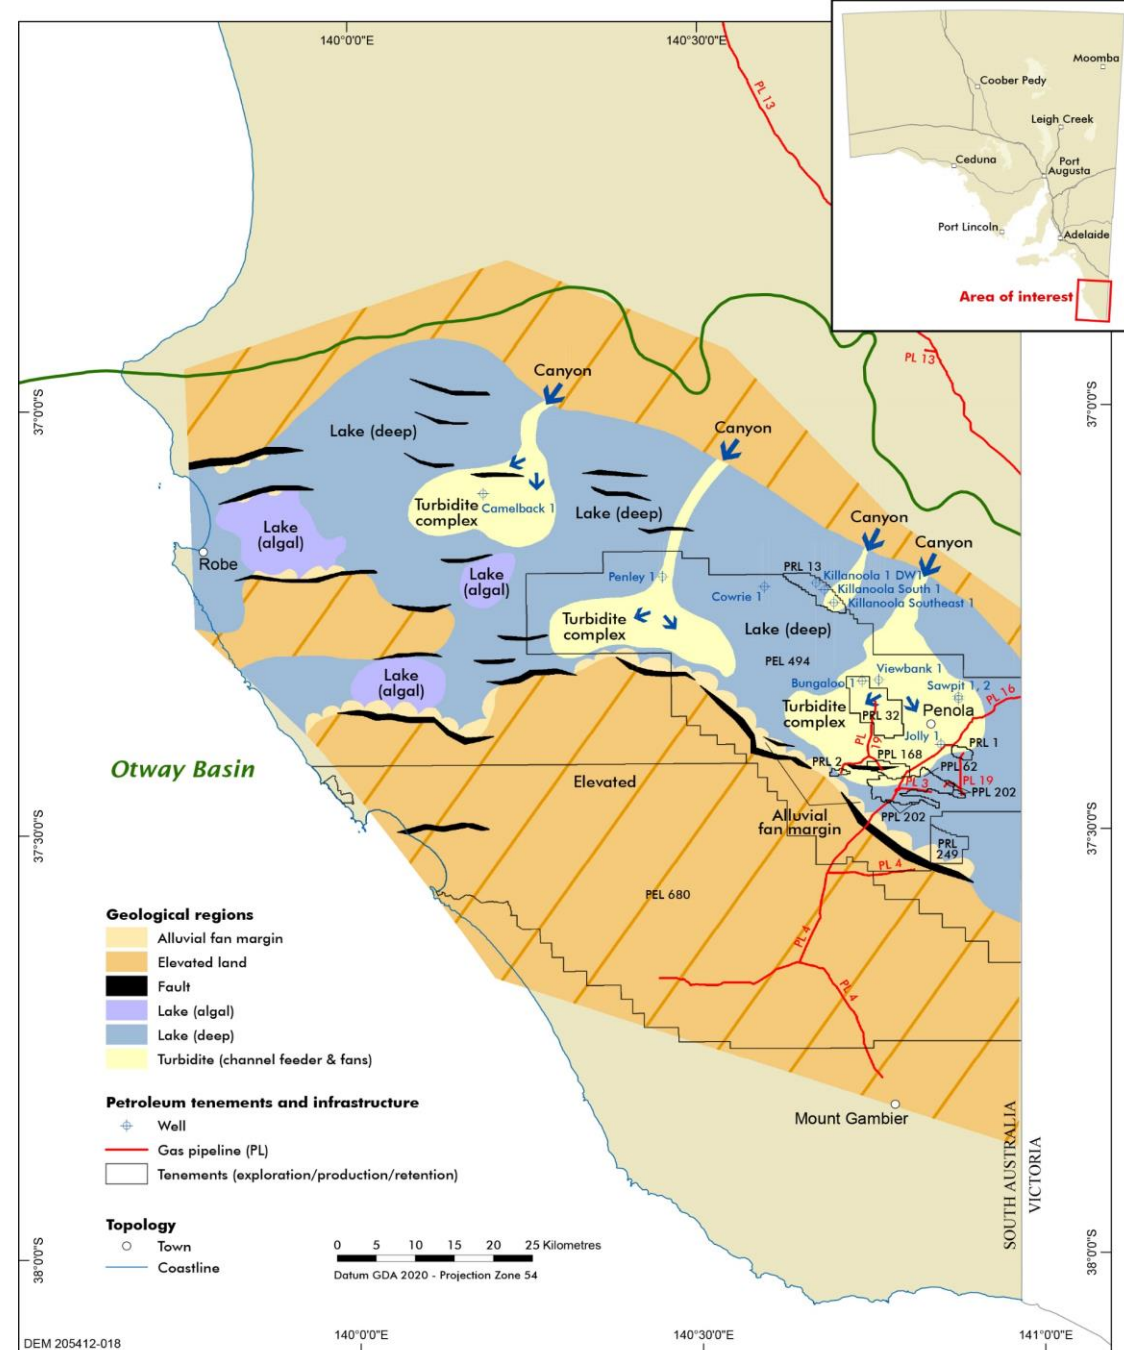 140°0'0"E
140°30'0"E
PL 13
Moomba
Coober Pedy
Leigh Creek
Ceduna
Port
Augusta
Port Lincoln
Adelaide
Area of interest
PL 13
37°0'0"S
37°0'0"S
Canyon
Lake (deep)
Canyon
Turbidite
complex
Camelback 1
Lake (deep)
Canyon
Canyon
Lake
(algal)
Robe
Lake
(algal)
Penley 1
PRL 13
Killanoola 1 DW1
Cowrie 1
Killanoola South 1
Killanoola Southeast 1
Turbidite
complex
Lake (deep)
PEL 494
Viewbank 1
Bungaloo 1
Sawpit 1, 2
PL 16
Lake
(algal)
Turbidite
complex
PRL 32
Penola
Jolly 1
PL 19
PRL 1
PPL 168
PRL 2
PPL 62
PL 3
PL 19
PPL 202
PPL 202
Otway Basin
Elevated
Alluvial
fan margin
PRL
249
37°30'0"S
37°30'0"S
PL 4
PEL 680
PL 4
PL 4
Geological regions
Alluvial fan margin
Elevated land
Fault
Lake (algal)
Lake (deep)
Turbidite (channel feeder & fans)
Petroleum tenements and infrastructure
Well
Gas pipeline (PL)
Tenements (exploration/production/retention)
Mount Gambier
SOUTH AUSTRALIA
VICTORIA
Topology
Town
Coastline
0 5 10 15 20 25 Kilometres
Datum GDA 2020 - Projection Zone 54
38°0'0"S
38°0'0"S
DEM 205412-018
140°0'0"E
140°30'0"E
141°0'0"E